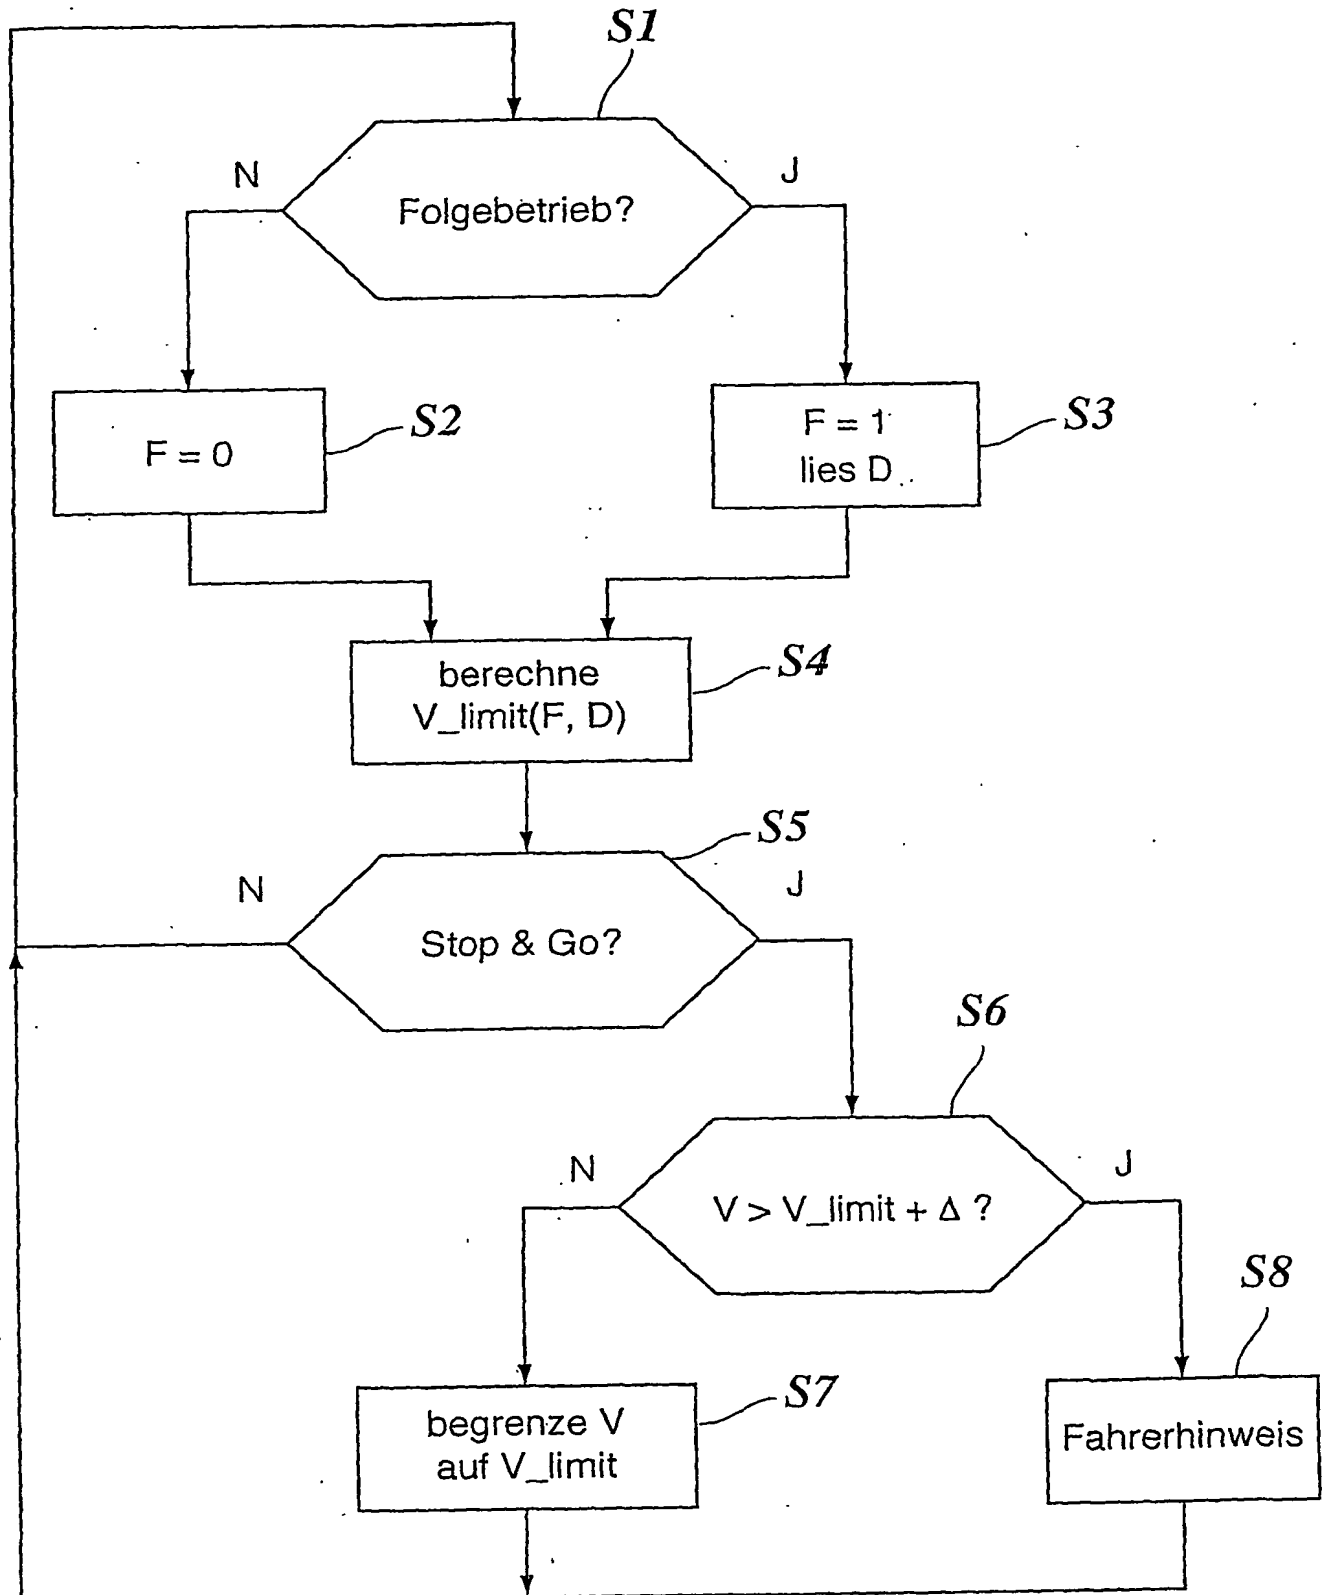 S1
N
J
Folgebetrieb?
F = 0
S2
F = 1
lies D
S3
berechne
V_limit(F, D)
S4
S5
N
J
Stop & Go?
S6
N
J
V > V_limit + Δ ?
S8
begrenze V
auf V_limit
S7
Fahrerhinweis